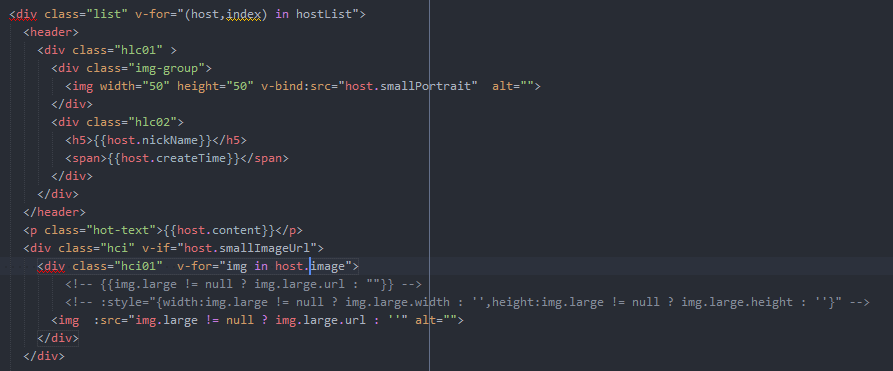 <div class="list" v-for="(host,index) in hostList">
<header>
<div class="hlc01" >
<div class="img-group">
<img width="50" height="50" v-bind:src="host.smallPortrait"  alt="">
</div>
<div class="hlc02">
<h5>{{host.nickName}}</h5>
<span>{{host.createTime}}</span>
</div>
</div>
</header>
<p class="hot-text">{{host.content}}</p>
<div class="hci" v-if="host.smallImageUrl">
<div class="hci01"  v-for="img in host.image">
<!-- {{img.large != null ? img.large.url : ""}} -->
<!-- :style="{width:img.large != null ? img.large.width : '',height:img.large != null ? img.large.height : ''}" -->
<img  :src="img.large != null ? img.large.url : ''" alt="">
</div>
</div>